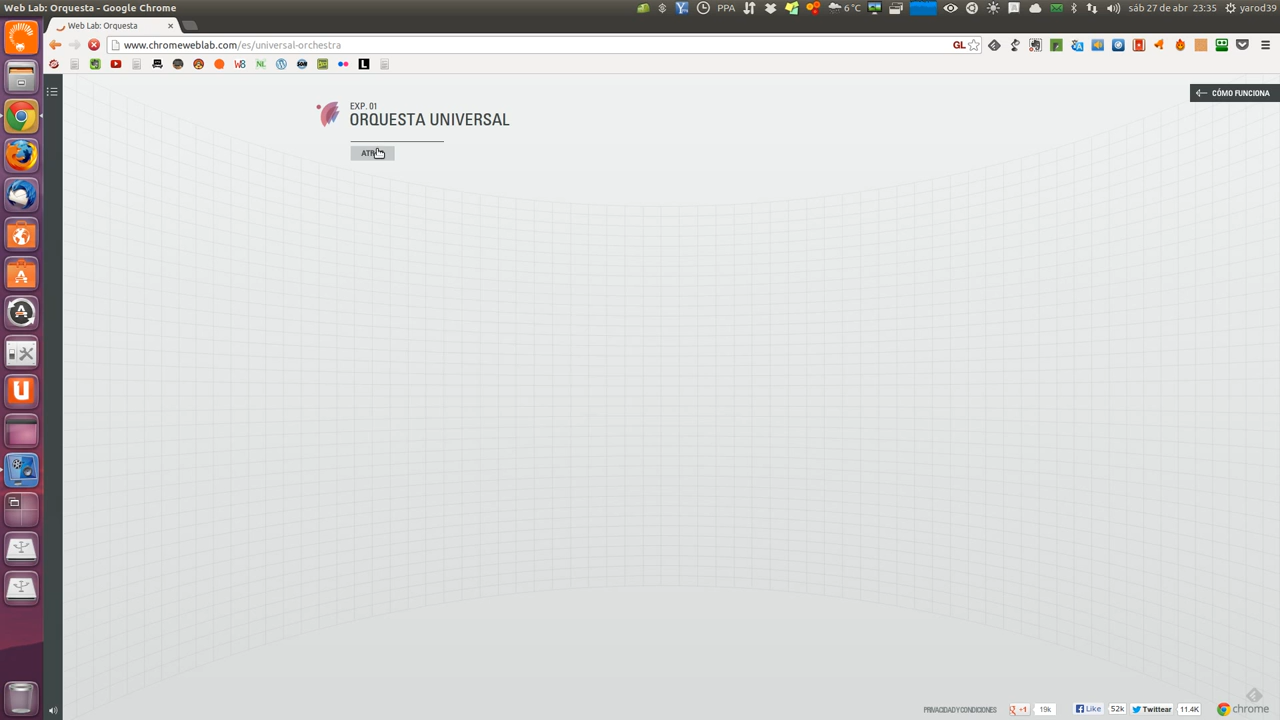 Web Lab: Orquesta - Google Chrome
PPA
6°C
sáb 27 de abr 23:35
yarod39
Web Lab: Orquesta
www.chromeweblab.com/es/universal-orchestra
GL
W8
NL
L
CÓMO FUNCIONA
EXP. 01
ORQUESTA UNIVERSAL
PRIVACIDAD Y CONDICIONES
+1
19k
Like
52k
Twittear
11.4K
chrome